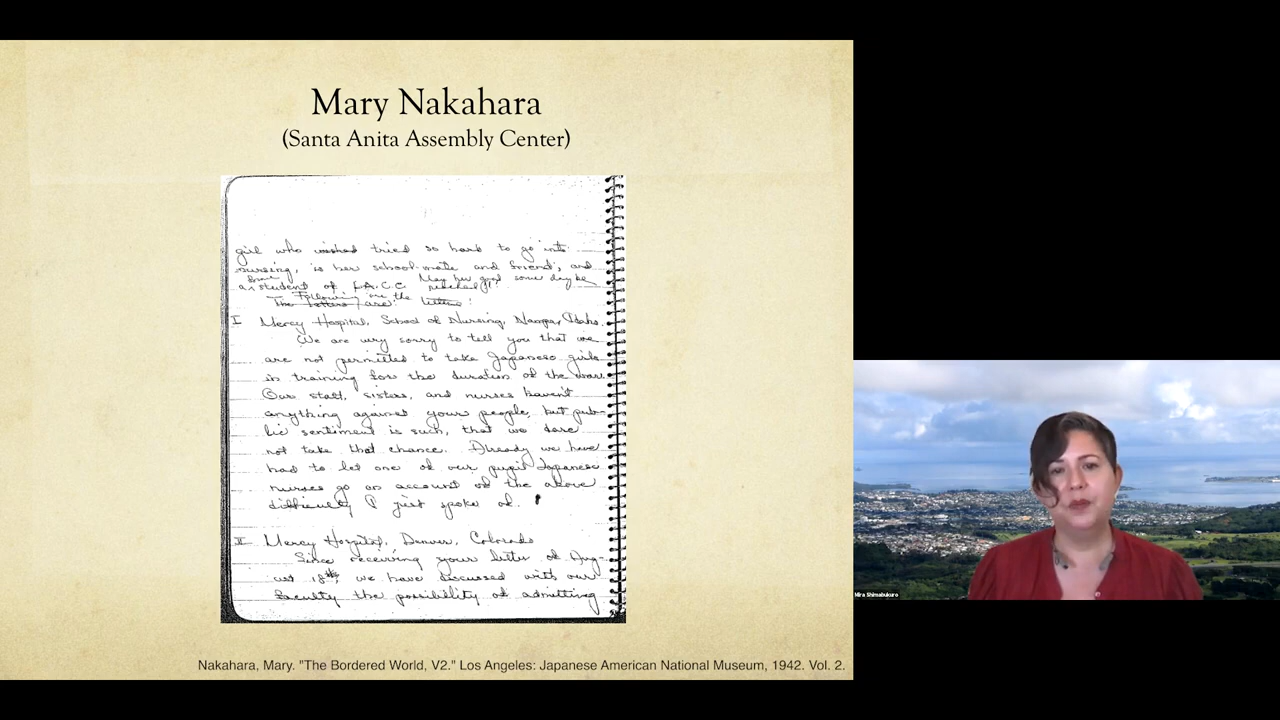 Mary Nakahara
(Santa Anita Assembly Center)
girl who wished tried so hard to go into
nursing, is her school-mate and friend, and
a student of L.A.C.C. May her goal some day be
reached!!
Following are the letters:
The letters are:
I Mercy Hospital, School of Nursing, Nampa, Idaho.
We are very sorry to tell you that we
are not permitted to take Japanese girls
in training for the duration of the war.
Our staff, sisters, and nurses haven't
anything against your people, but pub-
lic sentiment is such, that we dare
not take that chance. Already we have
had to let one of our pupil Japanese
nurses go on account of the above
difficulty I just spoke of.
II Mercy Hospital, Denver, Colorado
Since receiving your letter of Aug-
ust 18th, we have discussed with our
faculty the possibility of admitting
Nakahara, Mary. "The Bordered World, V2." Los Angeles: Japanese American National Museum, 1942. Vol. 2.
Mira Shimabukuro